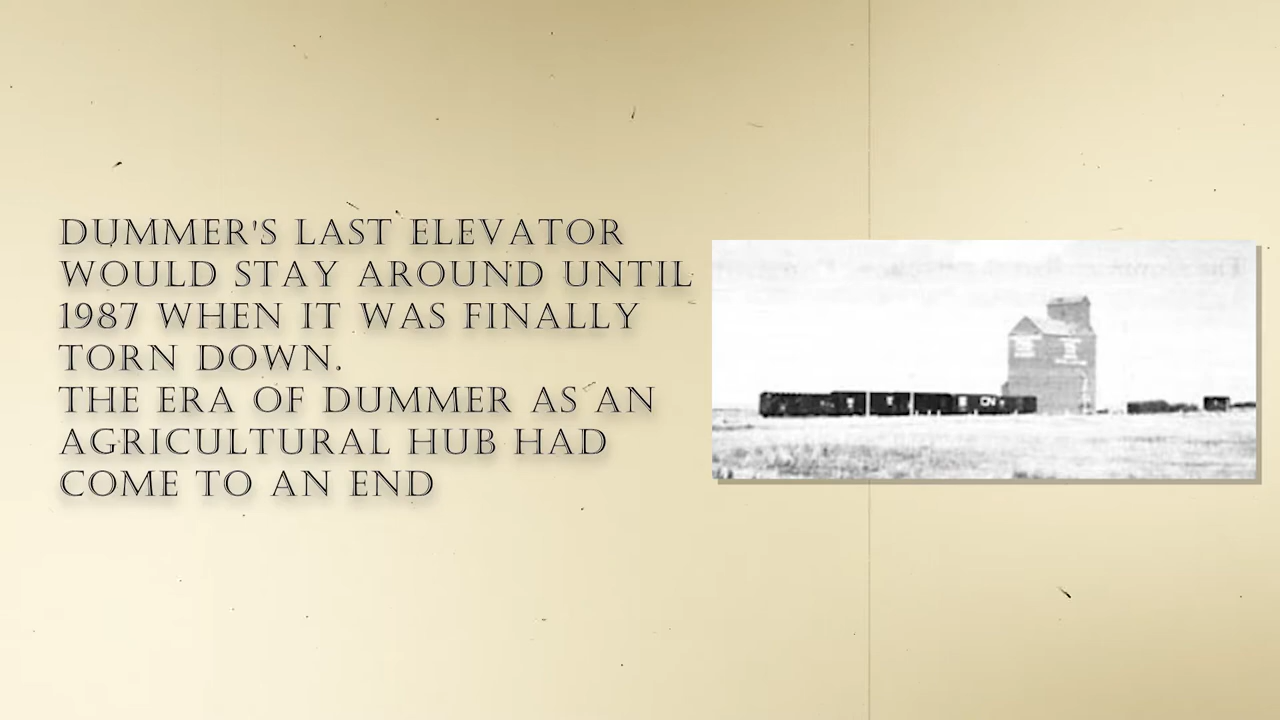 DUMMER'S LAST ELEVATOR
WOULD STAY AROUND UNTIL
1987 WHEN IT WAS FINALLY
TORN DOWN.
THE ERA OF DUMMER AS AN
AGRICULTURAL HUB HAD
COME TO AN END
CN